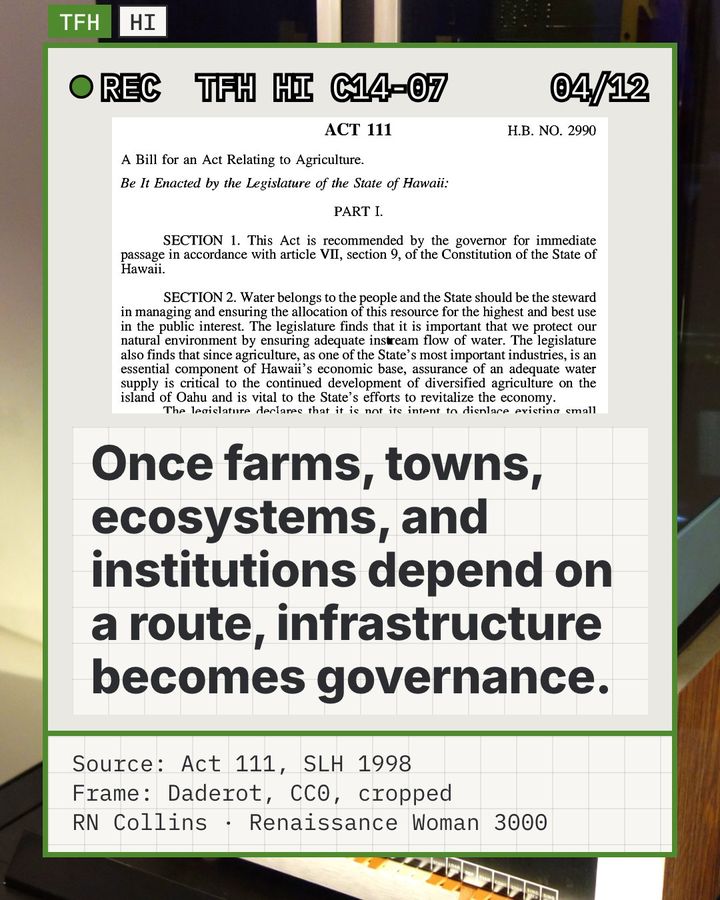 TFH HI
REC TFH HI C14-07 04/12
ACT 111 H.B. NO. 2990
A Bill for an Act Relating to Agriculture.
Be It Enacted by the Legislature of the State of Hawaii:
PART I.
SECTION 1. This Act is recommended by the governor for immediate
passage in accordance with article VII, section 9, of the Constitution of the State of
Hawaii.
SECTION 2. Water belongs to the people and the State should be the steward
in managing and ensuring the allocation of this resource for the highest and best use
in the public interest. The legislature finds that it is important that we protect our
natural environment by ensuring adequate instream flow of water. The legislature
also finds that since agriculture, as one of the State's most important industries, is an
essential component of Hawaii's economic base, assurance of an adequate water
supply is critical to the continued development of diversified agriculture on the
island of Oahu and is vital to the State's efforts to revitalize the economy.
The legislature declares that it is not its intent to displace existing small
Once farms, towns,
ecosystems, and
institutions depend on
a route, infrastructure
becomes governance.
Source: Act 111, SLH 1998
Frame: Daderot, CC0, cropped
RN Collins · Renaissance Woman 3000